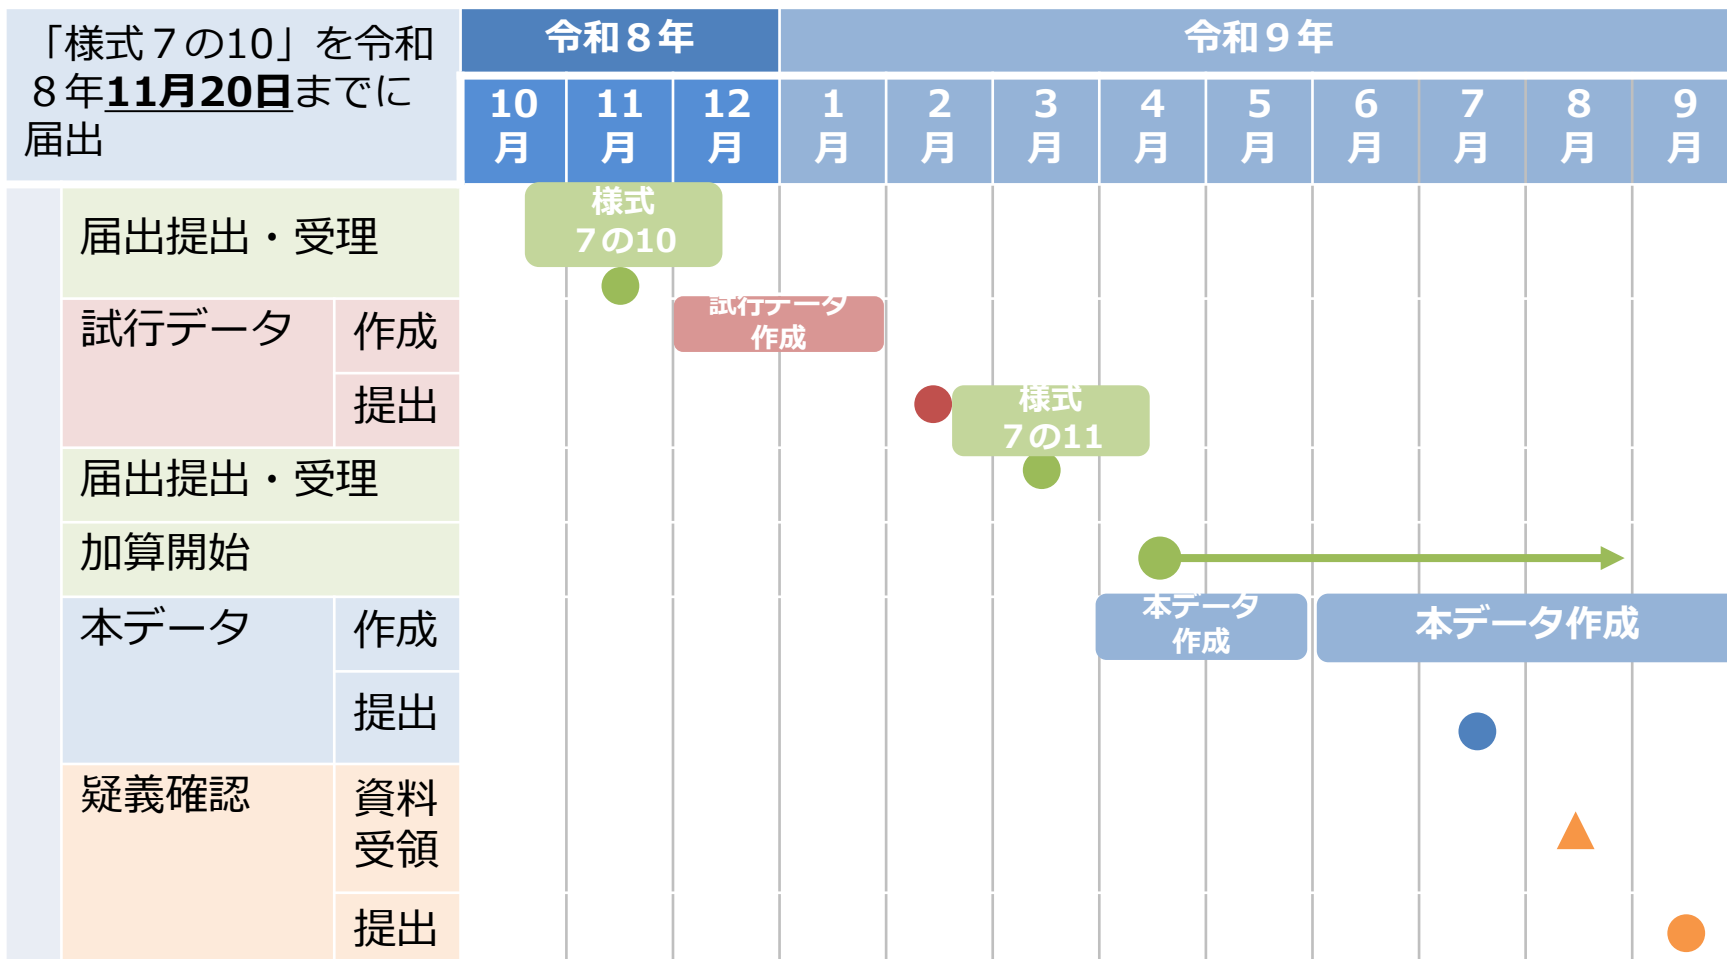 「様式７の10」を令和
８年11月20日までに
届出
令和８年
令和９年
10
月
11
月
12
月
1
月
2
月
3
月
4
月
5
月
6
月
7
月
8
月
9
月
届出提出・受理
様式
７の10
試行データ
作成
試行データ
作成
提出
様式
７の11
届出提出・受理
加算開始
本データ
作成
本データ
作成
本データ作成
提出
疑義確認
資料
受領
提出